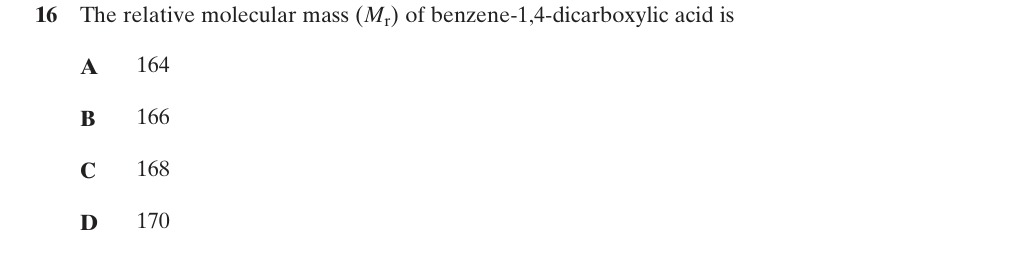 16 The relative molecular mass (Mr) of benzene-1,4-dicarboxylic acid is
A 164
B 166
C 168
D 170